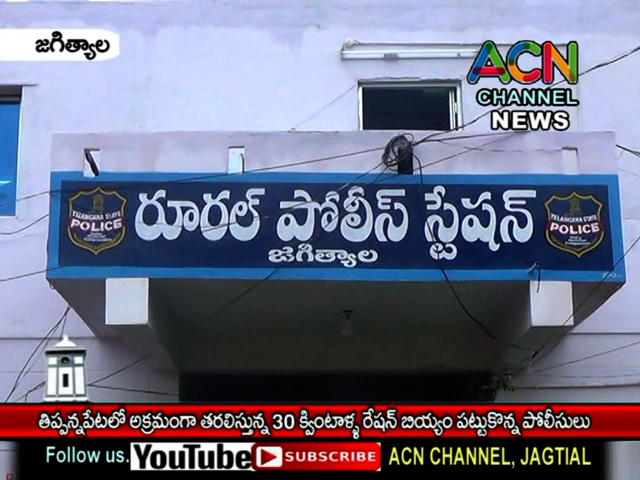 జగిత్యాల
ACN
CHANNEL
NEWS
TELANGANA STATE
POLICE
రూరల్ పోలీస్ స్టేషన్
జగిత్యాల
TELANGANA STATE
POLICE
తిప్పన్నపేటలో అక్రమంగా తరలిస్తున్న 30 క్వింటాళ్ళ రేషన్ బియ్యం పట్టుకొన్న పోలీసులు
Follow us. YouTube SUBSCRIBE ACN CHANNEL, JAGTIAL